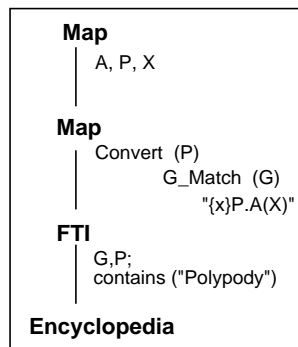 Map
A, P, X
Map
Convert (P)
G_Match (G)
"{x}P.A(X)"
FTI
G,P;
contains ("Polypody")
Encyclopedia